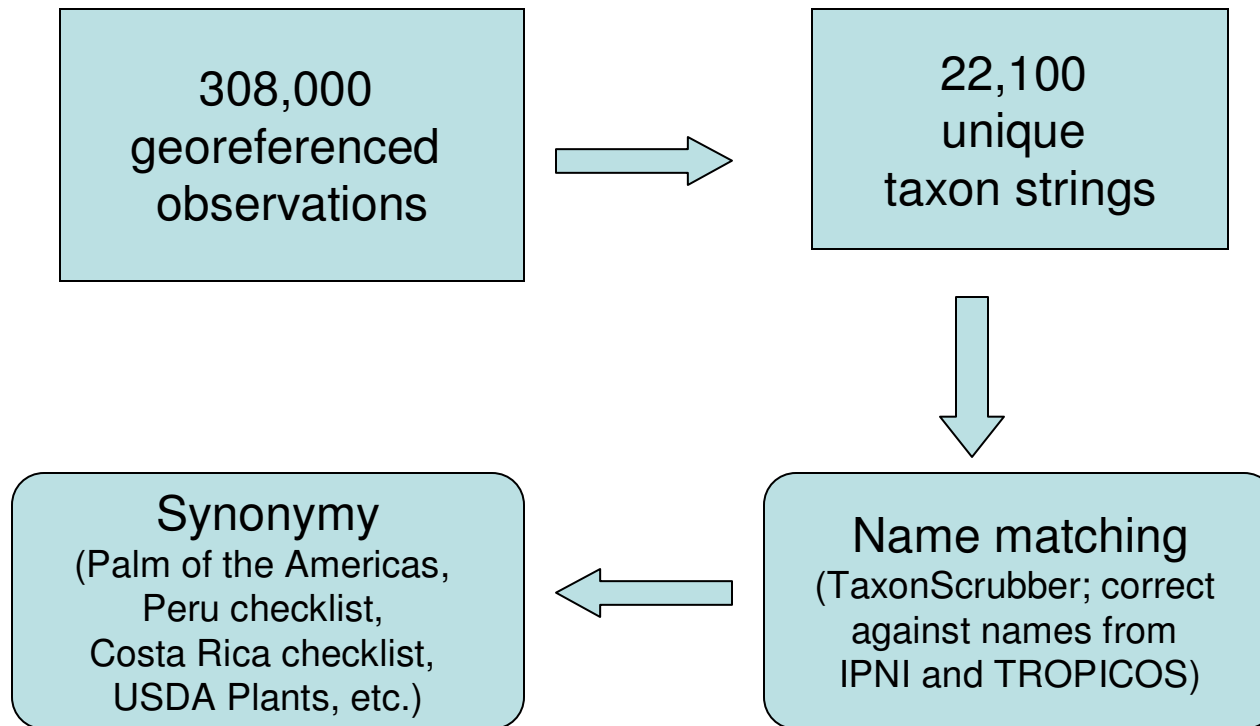 308,000
georeferenced
observations
22,100
unique
taxon strings
Name matching
(TaxonScrubber; correct
against names from
IPNI and TROPICOS)
Synonymy
(Palm of the Americas,
Peru checklist,
Costa Rica checklist,
USDA Plants, etc.)